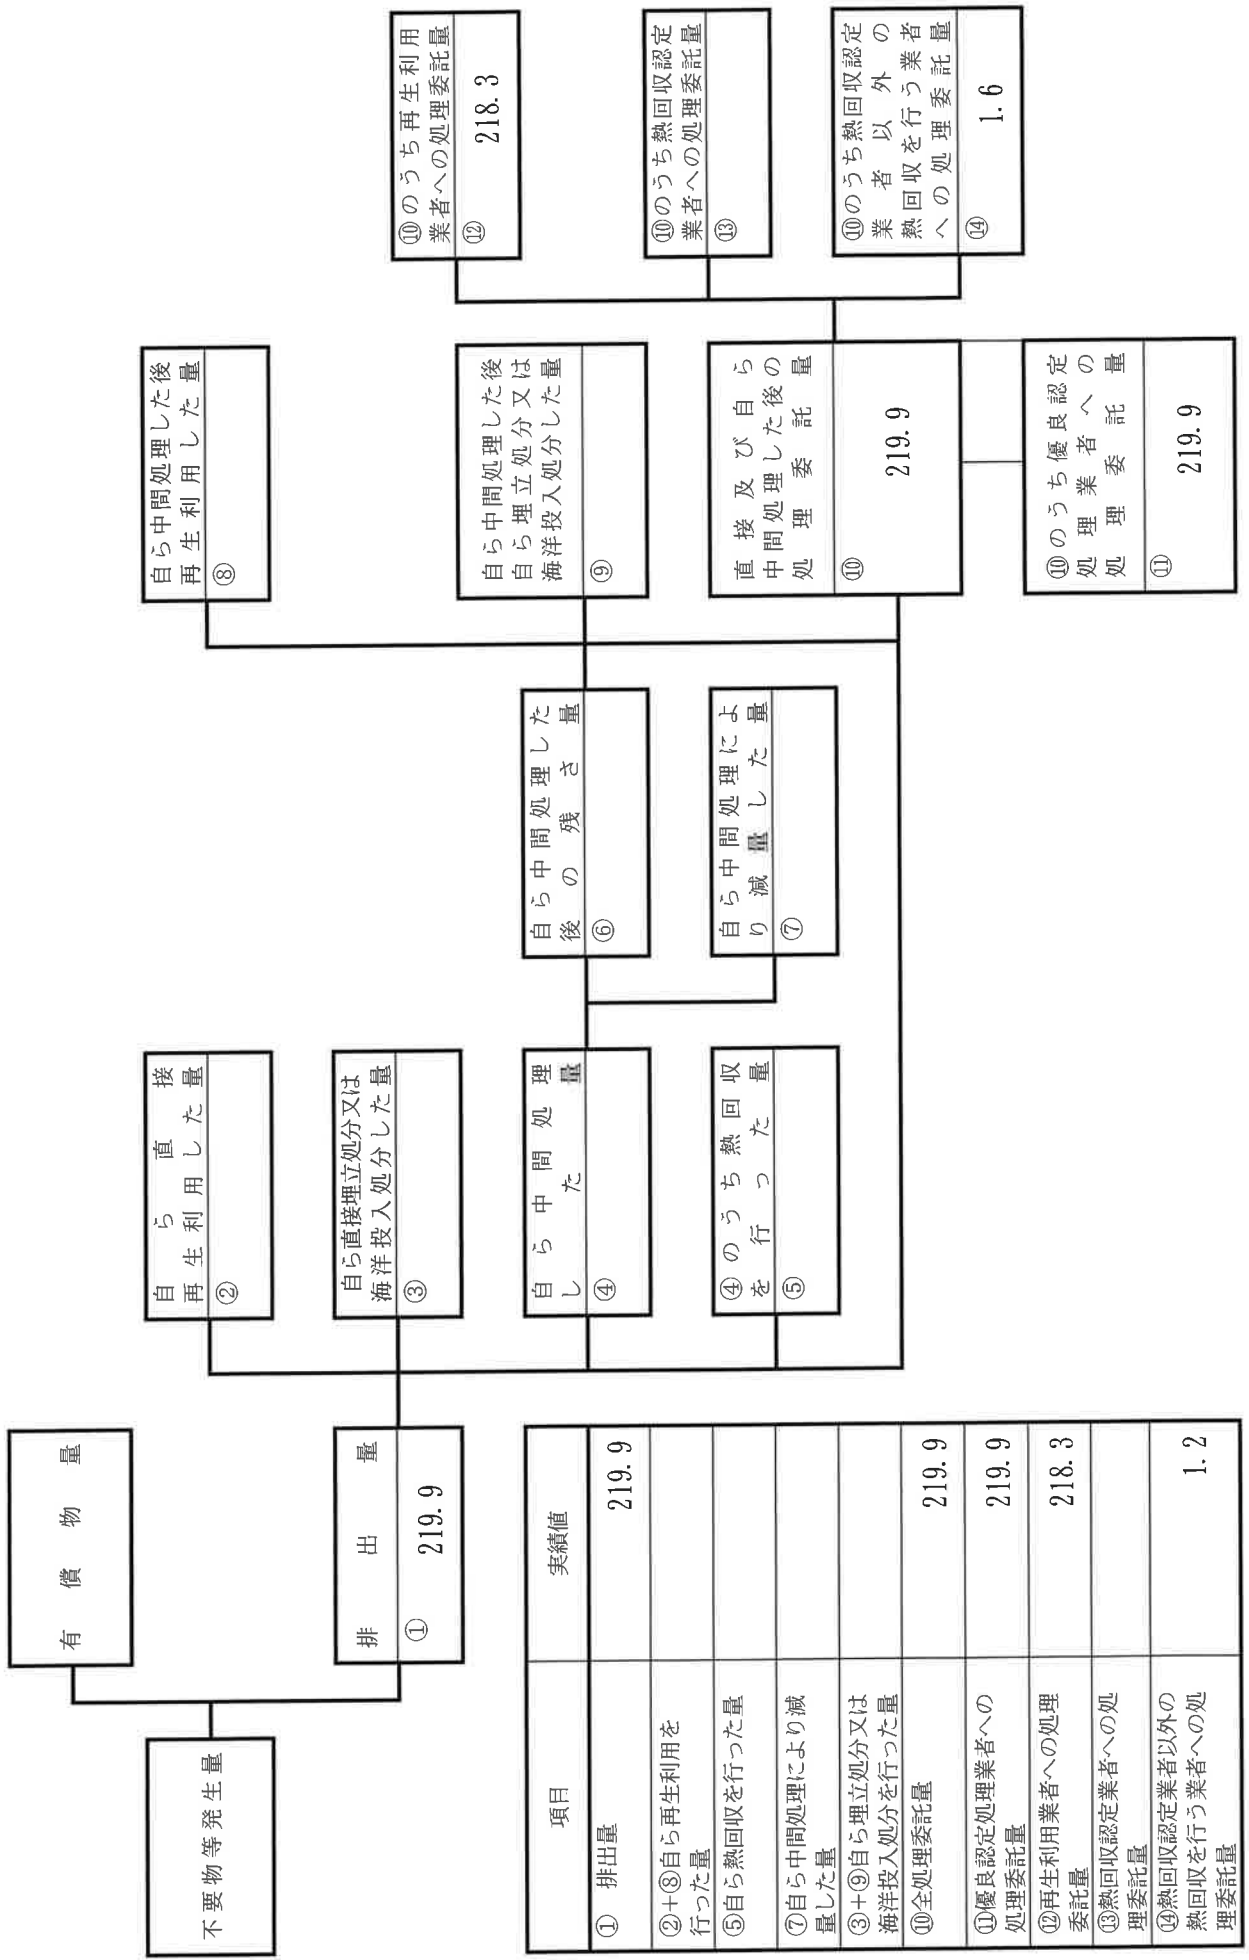 不要物等発生量
有償物量
排出量
① 219.9
自ら直接
再生利用した量
②
自ら直接埋立処分又は
海洋投入処分した量
③
自ら中間処理
した量
④
④のうち熱回収
を行った量
⑤
自ら中間処理した
後の残さ量
⑥
自ら中間処理によ
り減量した量
⑦
自ら中間処理した後
再生利用した量
⑧
自ら中間処理した後
自ら埋立処分又は
海洋投入処分した量
⑨
直接及び自ら
中間処理した後の
処理委託量
⑩ 219.9
⑩のうち優良認定
処理業者への
処理委託量
⑪ 219.9
⑩のうち再生利用
業者への処理委託量
⑫ 218.3
⑩のうち熱回収認定
業者への処理委託量
⑬
⑩のうち熱回収認定
業者以外の
熱回収を行う業者
への処理委託量
⑭ 1.6
項目 実績値
① 排出量 219.9
②+⑧自ら再生利用を
行った量
⑤自ら熱回収を行った量
⑦自ら中間処理により減
量した量
③+⑨自ら埋立処分又は
海洋投入処分を行った量
⑩全処理委託量 219.9
⑪優良認定処理業者への
処理委託量 219.9
⑫再生利用業者への処理
委託量 218.3
⑬熱回収認定業者への処
理委託量
⑭熱回収認定業者以外の
熱回収を行う業者への処
理委託量 1.2